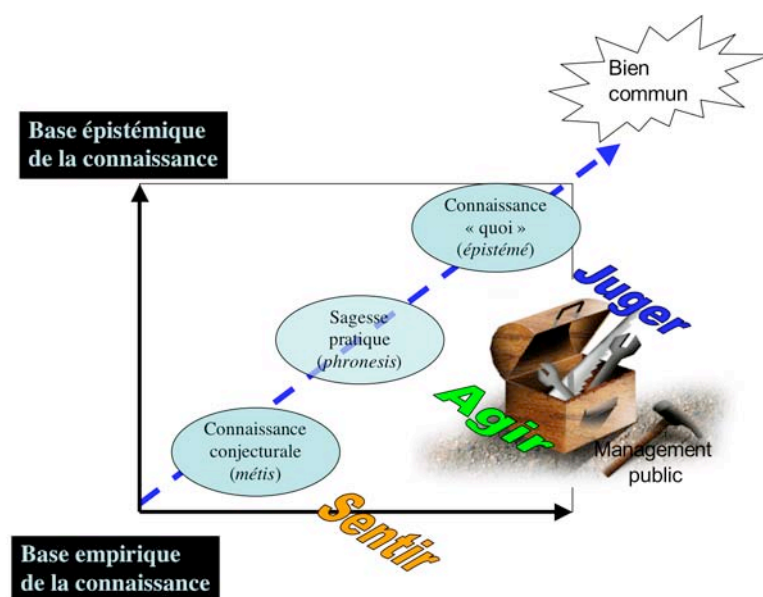 Bien
commun
Base épistémique
de la connaissance
Connaissance
« quoi »
(épistémé)
Juger
Sagesse
pratique
(phronesis)
Agir
Connaissance
conjecturale
(métis)
Management
public
Sentir
Base empirique
de la connaissance